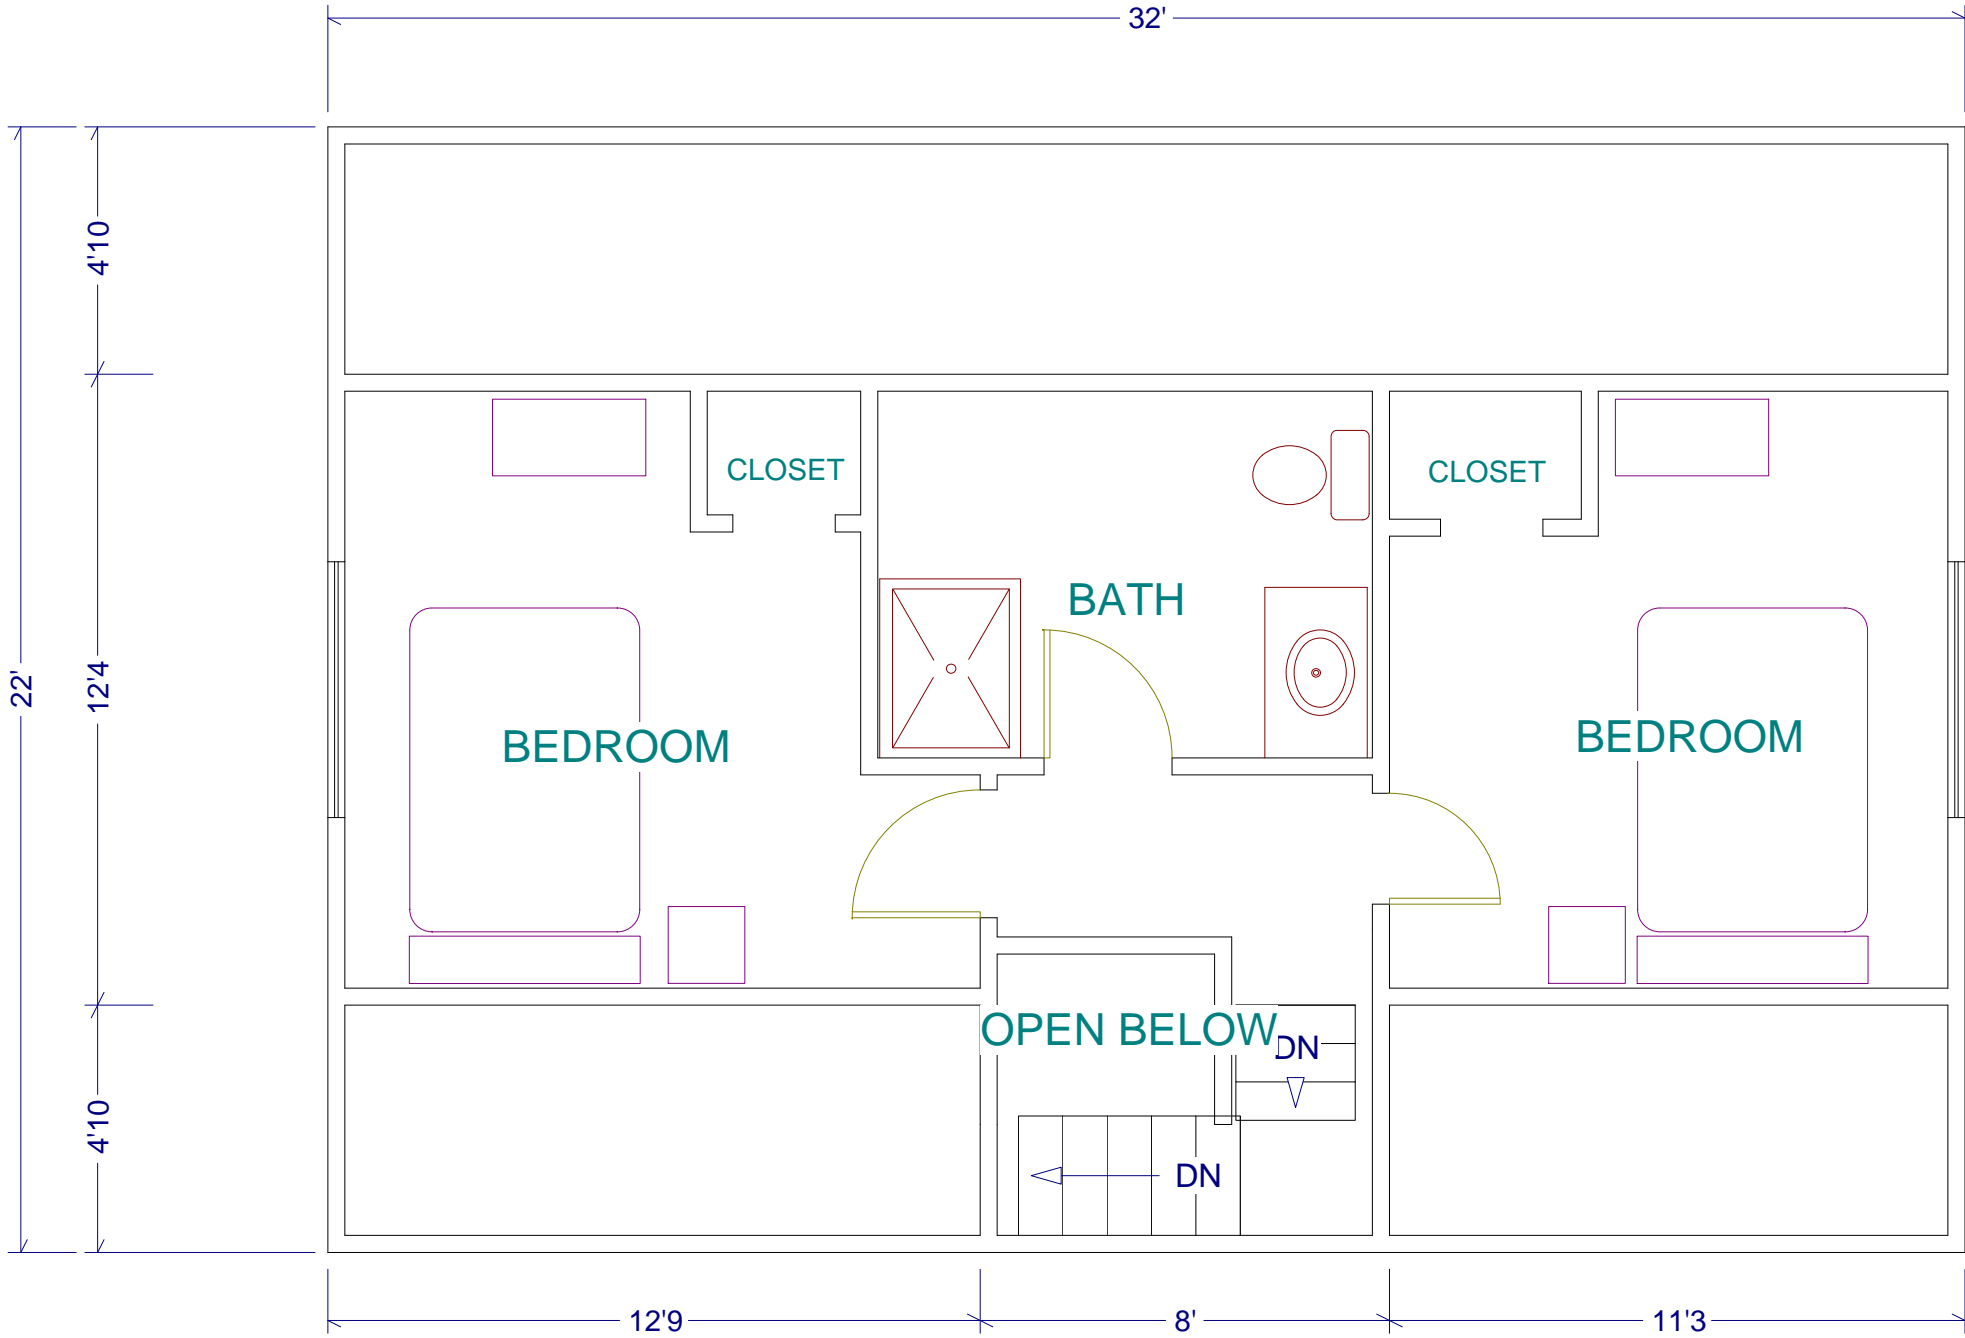 32'
4'10
CLOSET
CLOSET
BATH
22'
12'4
BEDROOM
BEDROOM
OPEN BELOW
DN
4'10
DN
12'9
8'
11'3